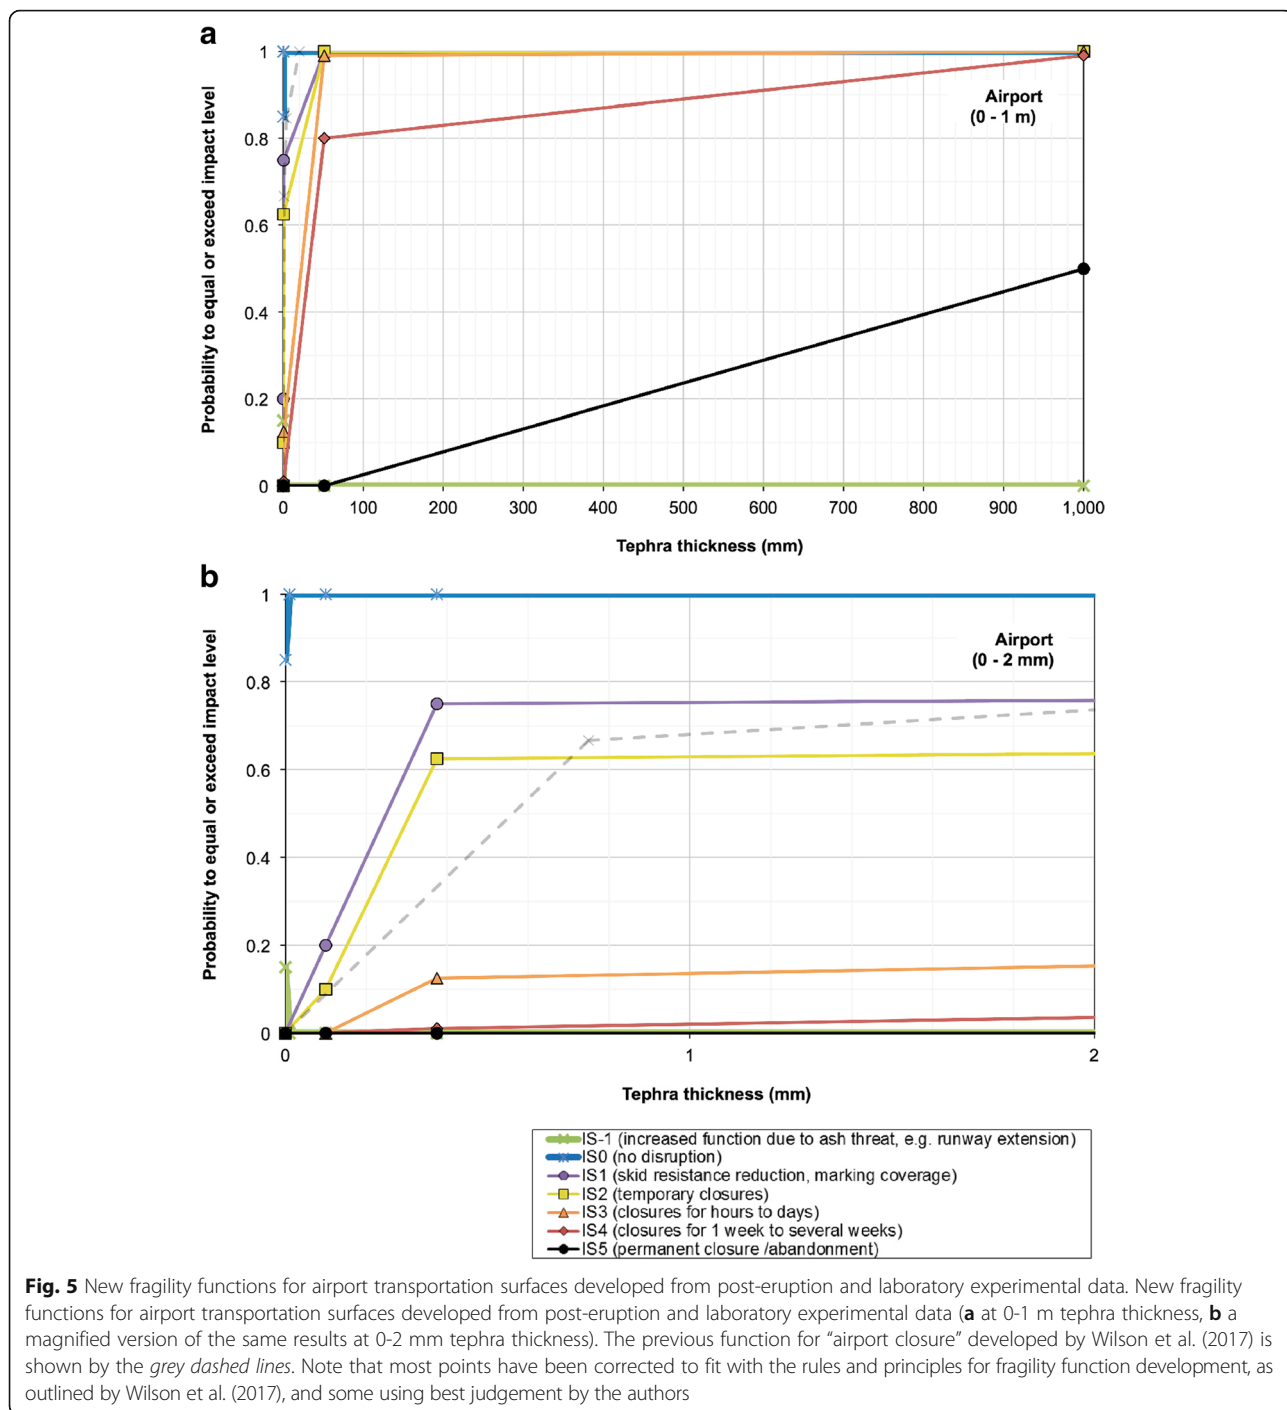 a
1
0.8
0.6
0.4
0.2
0
Probability to equal or exceed impact level
Airport
(0 - 1 m)
0 100 200 300 400 500 600 700 800 900 1,000
Tephra thickness (mm)
b
1
0.8
0.6
0.4
0.2
0
Probability to equal or exceed impact level
Airport
(0 - 2 mm)
0 1 2
Tephra thickness (mm)
IS-1 (increased function due to ash threat, e.g. runway extension)
IS0 (no disruption)
IS1 (skid resistance reduction, marking coverage)
IS2 (temporary closures)
IS3 (closures for hours to days)
IS4 (closures for 1 week to several weeks)
IS5 (permanent closure /abandonment)
Fig. 5 New fragility functions for airport transportation surfaces developed from post-eruption and laboratory experimental data. New fragility
functions for airport transportation surfaces developed from post-eruption and laboratory experimental data (a at 0-1 m tephra thickness, b a
magnified version of the same results at 0-2 mm tephra thickness). The previous function for “airport closure” developed by Wilson et al. (2017) is
shown by the grey dashed lines. Note that most points have been corrected to fit with the rules and principles for fragility function development, as
outlined by Wilson et al. (2017), and some using best judgement by the authors